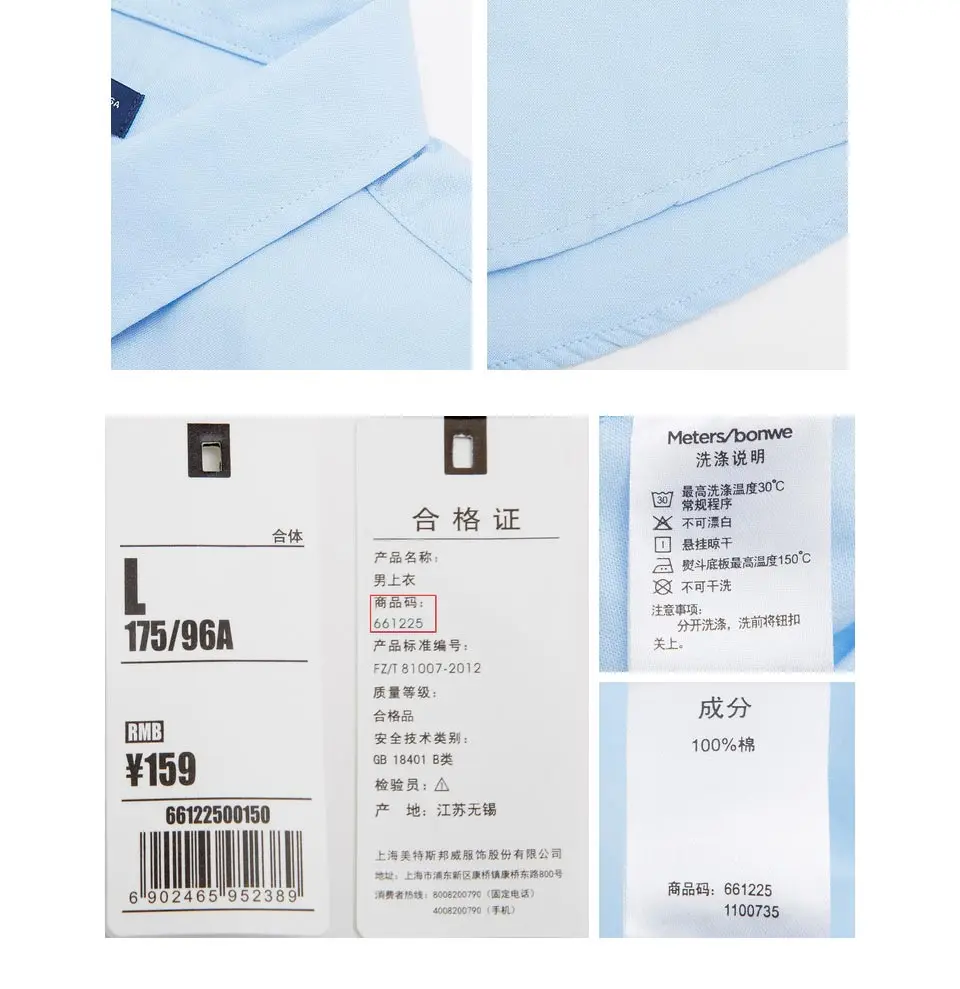 合体
L
175/96A
RMB
¥159
66122500150
6 902465 952389
合格证
产品名称：
男上衣
商品码：
661225
产品标准编号：
FZ/T 81007-2012
质量等级：
合格品
安全技术类别：
GB 18401 B类
检验员：
产 地：江苏无锡
上海美特斯邦威服饰股份有限公司
地址：上海市浦东新区康桥镇康桥东路800号
消费者热线：8008200790（固定电话）
4008200790（手机）
Meters/bonwe
洗涤说明
30
最高洗涤温度30℃
常规程序
不可漂白
悬挂晾干
熨斗底板最高温度150℃
不可干洗
注意事项：
分开洗涤，洗前将钮扣
关上。
成分
100%棉
商品码：661225
1100735